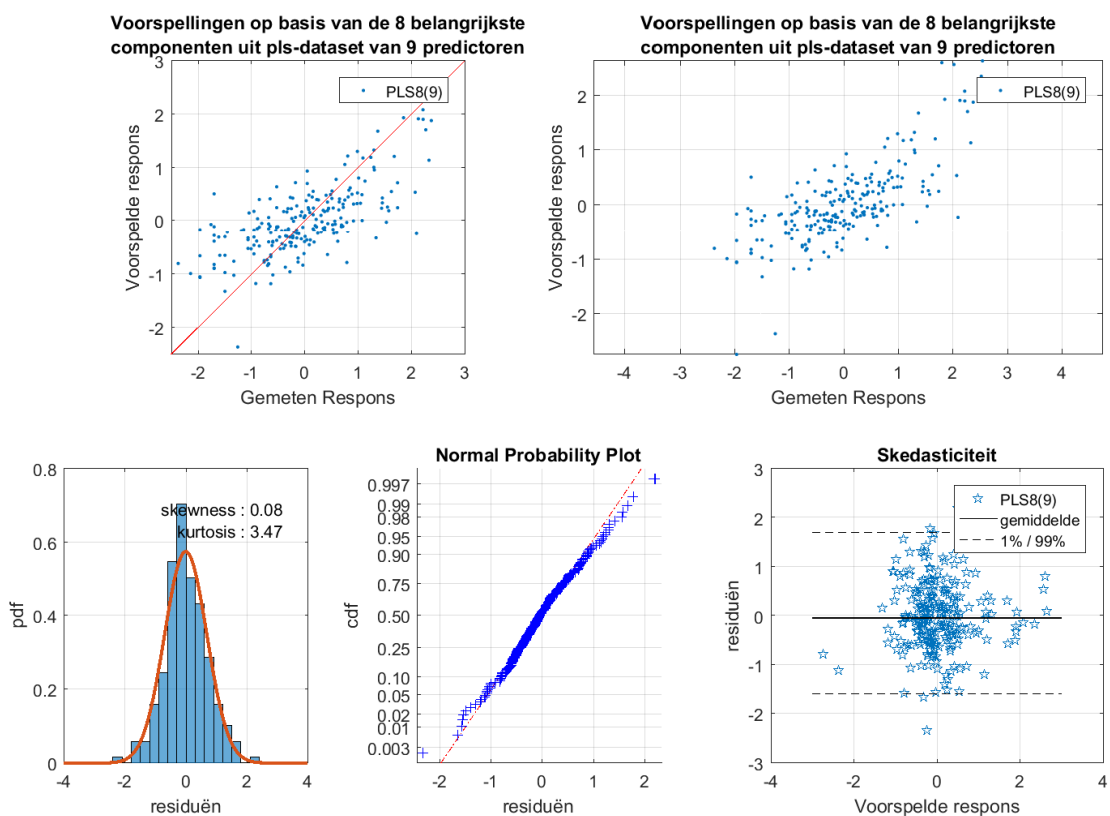 Voorspellingen op basis van de 8 belangrijkste
componenten uit pls-dataset van 9 predictoren
PLS8(9)
3
2
1
0
-1
-2
Voorspelde respons
-2
-1
0
1
2
3
Gemeten Respons
Voorspellingen op basis van de 8 belangrijkste
componenten uit pls-dataset van 9 predictoren
PLS8(9)
2
1
0
-1
-2
Voorspelde respons
-4
-3
-2
-1
0
1
2
3
4
Gemeten Respons
skewness : 0.08
kurtosis : 3.47
0.8
0.6
0.4
0.2
0
pdf
-4
-2
0
2
4
residuën
Normal Probability Plot
0.997
0.99
0.98
0.95
0.90
0.75
0.50
0.25
0.10
0.05
0.02
0.01
0.003
cdf
-2
-1
0
1
2
residuën
Skedasticiteit
PLS8(9)
gemiddelde
1% / 99%
3
2
1
0
-1
-2
-3
residuën
-4
-2
0
2
4
Voorspelde respons